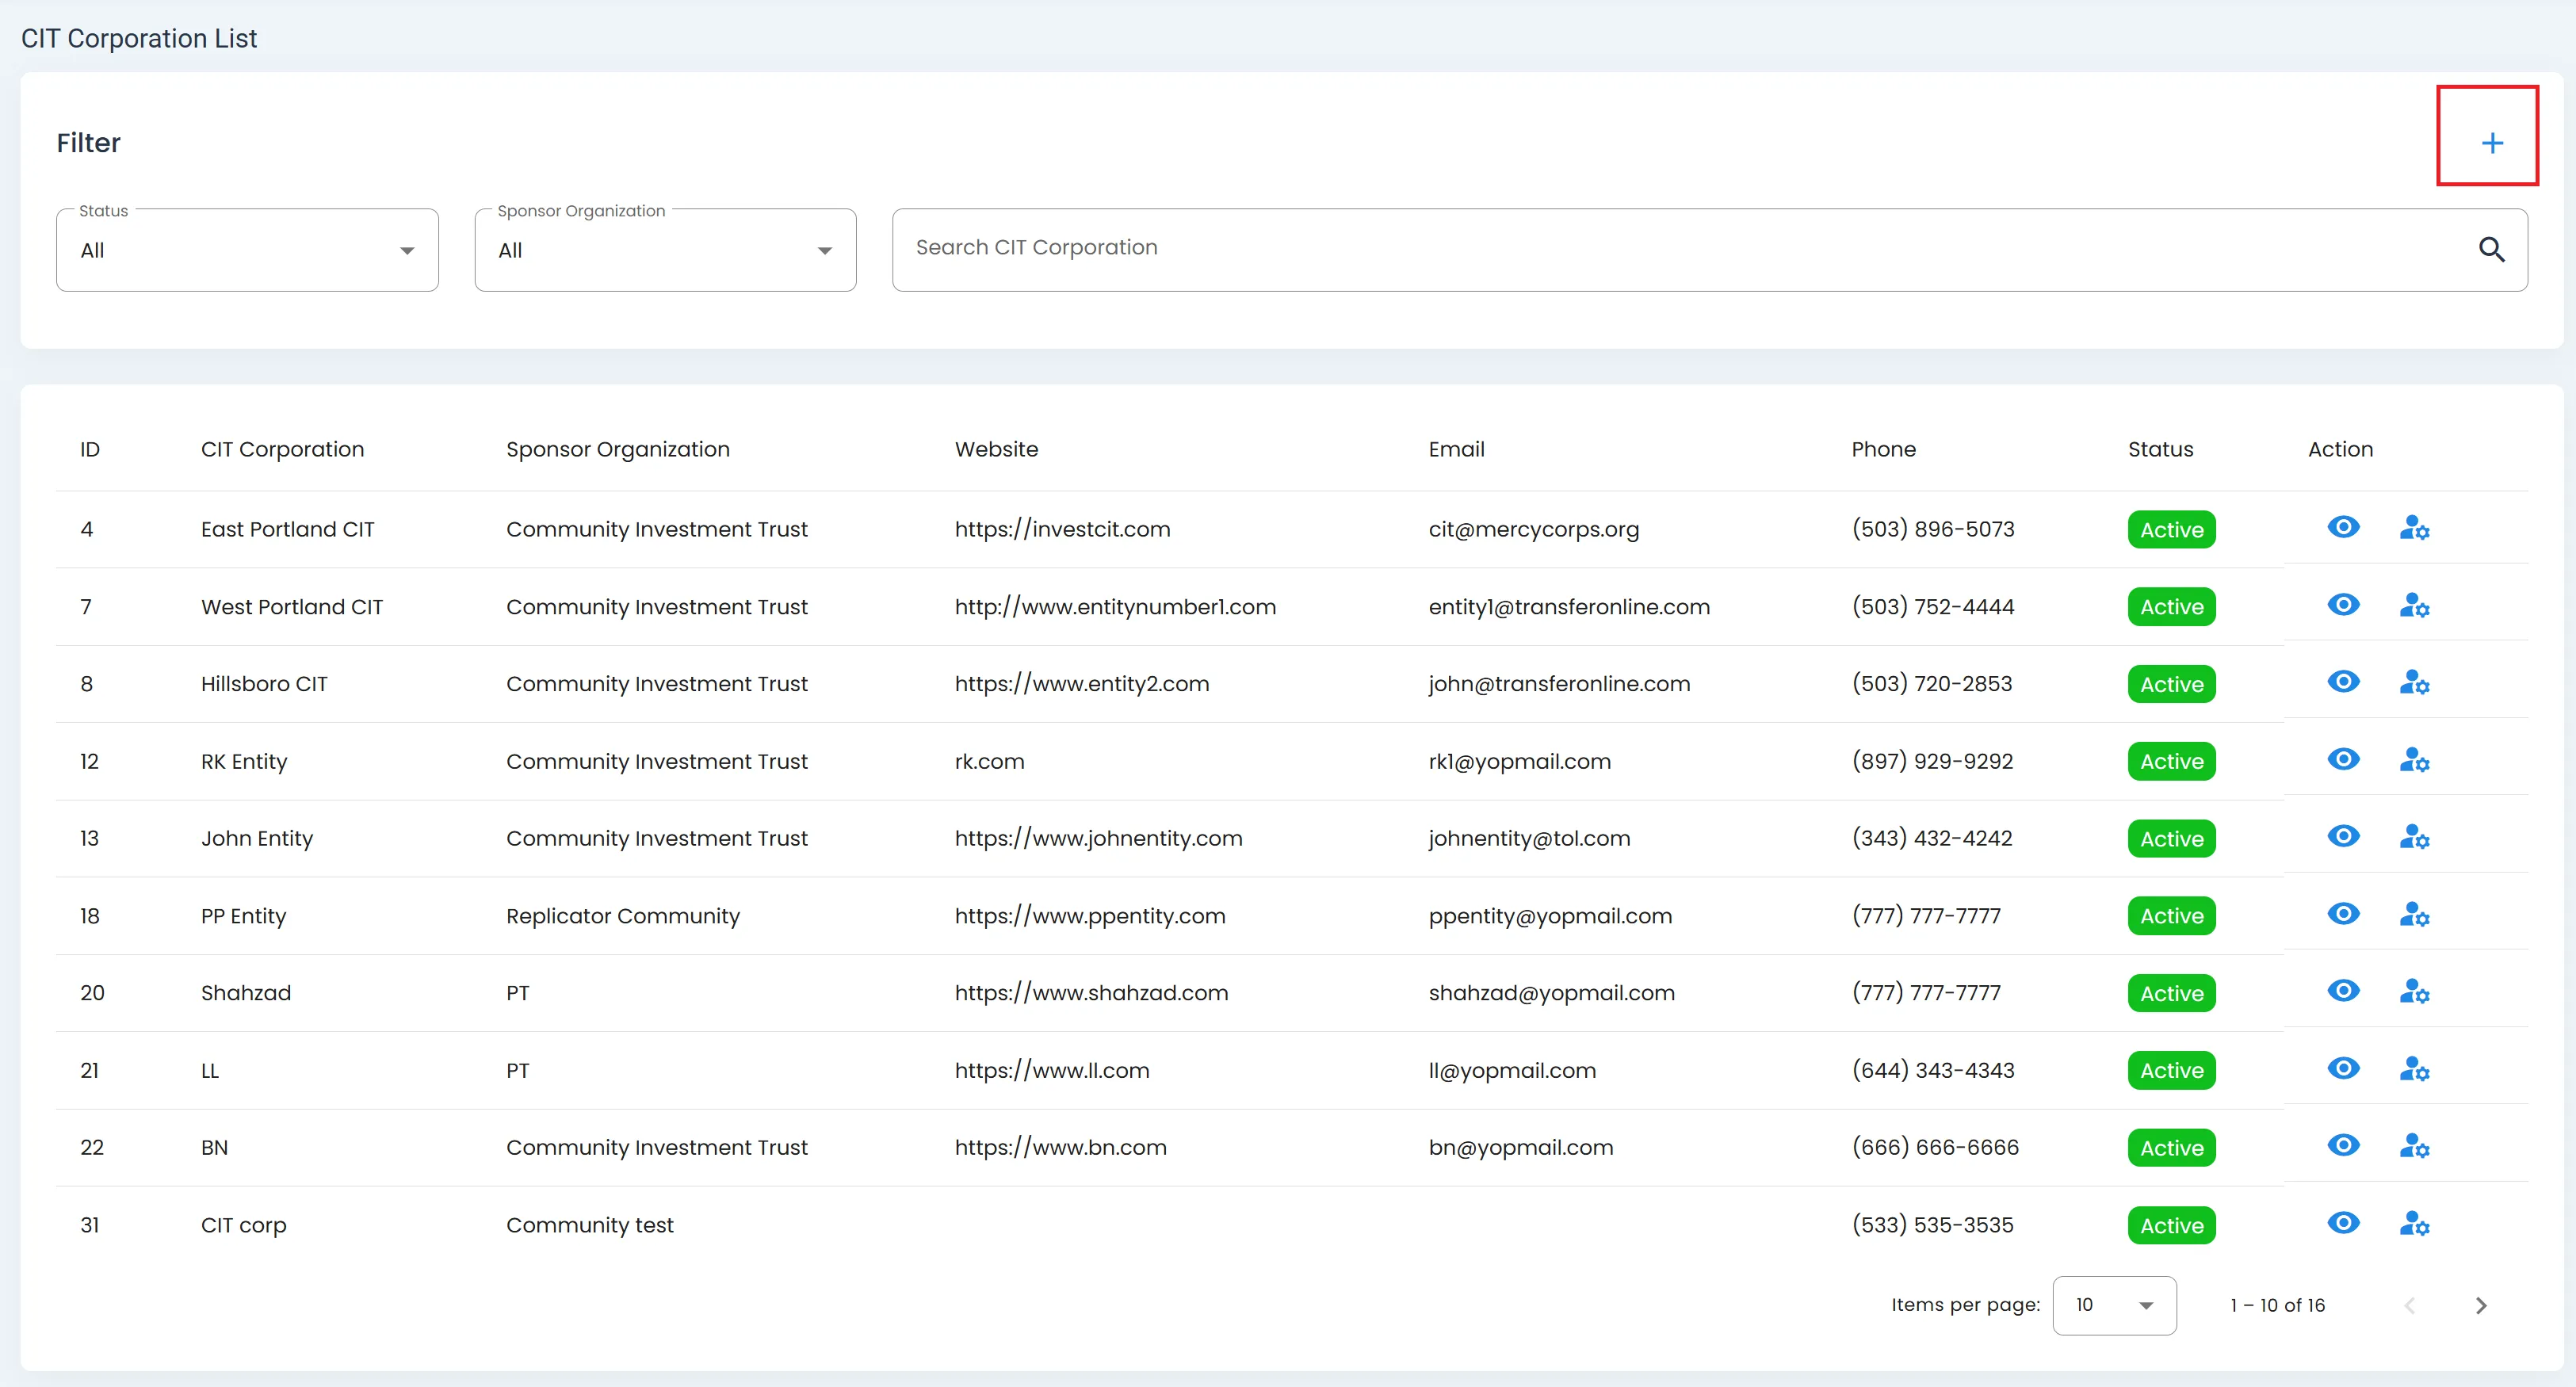 CIT Corporation List
Filter
+
Status
All
Sponsor Organization
All
Search CIT Corporation
ID CIT Corporation Sponsor Organization Website Email Phone Status Action
4 East Portland CIT Community Investment Trust https://investcit.com cit@mercycorps.org (503) 896-5073 Active
7 West Portland CIT Community Investment Trust http://www.entitynumber1.com entity1@transferonline.com (503) 752-4444 Active
8 Hillsboro CIT Community Investment Trust https://www.entity2.com john@transferonline.com (503) 720-2853 Active
12 RK Entity Community Investment Trust rk.com rk1@yopmail.com (897) 929-9292 Active
13 John Entity Community Investment Trust https://www.johnentity.com johnentity@tol.com (343) 432-4242 Active
18 PP Entity Replicator Community https://www.ppentity.com ppentity@yopmail.com (777) 777-7777 Active
20 Shahzad PT https://www.shahzad.com shahzad@yopmail.com (777) 777-7777 Active
21 LL PT https://www.ll.com ll@yopmail.com (644) 343-4343 Active
22 BN Community Investment Trust https://www.bn.com bn@yopmail.com (666) 666-6666 Active
31 CIT corp Community test (533) 535-3535 Active
Items per page: 10 1 – 10 of 16